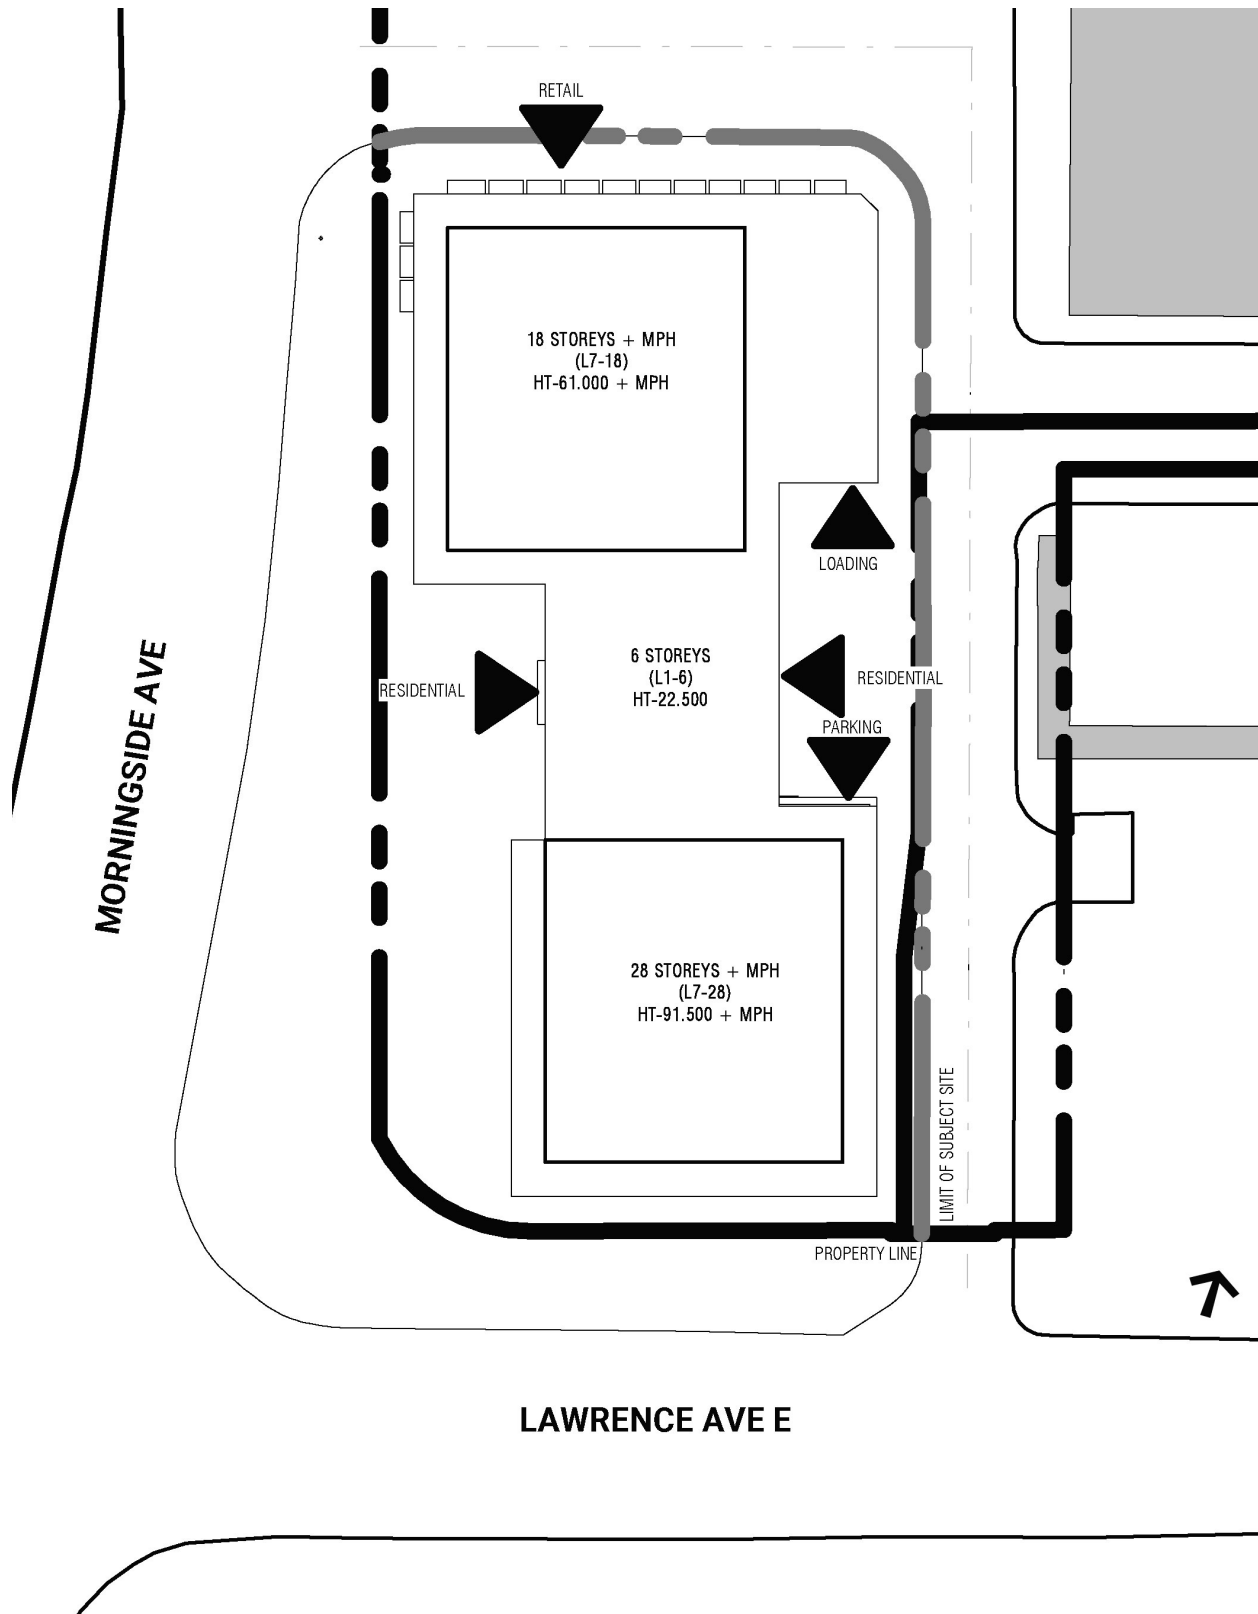 RETAIL
18 STOREYS + MPH
(L7-18)
HT-61.000 + MPH
LOADING
6 STOREYS
(L1-6)
HT-22.500
RESIDENTIAL
RESIDENTIAL
PARKING
MORNINGSIDE AVE
28 STOREYS + MPH
(L7-28)
HT-91.500 + MPH
LIMIT OF SUBJECT SITE
PROPERTY LINE
LAWRENCE AVE E